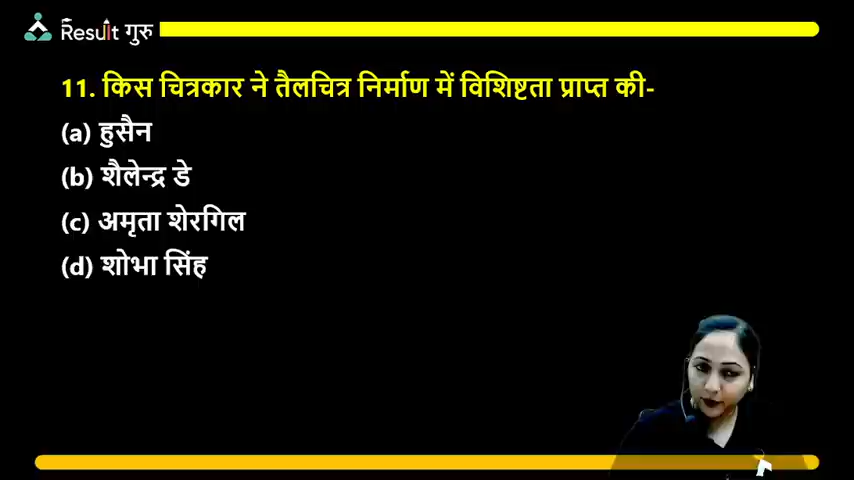 Result गुरु
11. किस चित्रकार ने तैलचित्र निर्माण में विशिष्टता प्राप्त की-
(a) हुसैन
(b) शैलेन्द्र डे
(c) अमृता शेरगिल
(d) शोभा सिंह